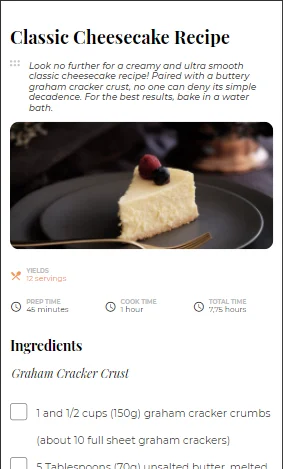 Classic Cheesecake Recipe
Look no further for a creamy and ultra smooth
classic cheesecake recipe! Paired with a buttery
graham cracker crust, no one can deny its simple
decadence. For the best results, bake in a water
bath.
YIELDS
12 servings
PREP TIME
45 minutes
COOK TIME
1 hour
TOTAL TIME
7,75 hours
Ingredients
Graham Cracker Crust
1 and 1/2 cups (150g) graham cracker crumbs
(about 10 full sheet graham crackers)
5 Tablespoons (70g) unsalted butter, melted